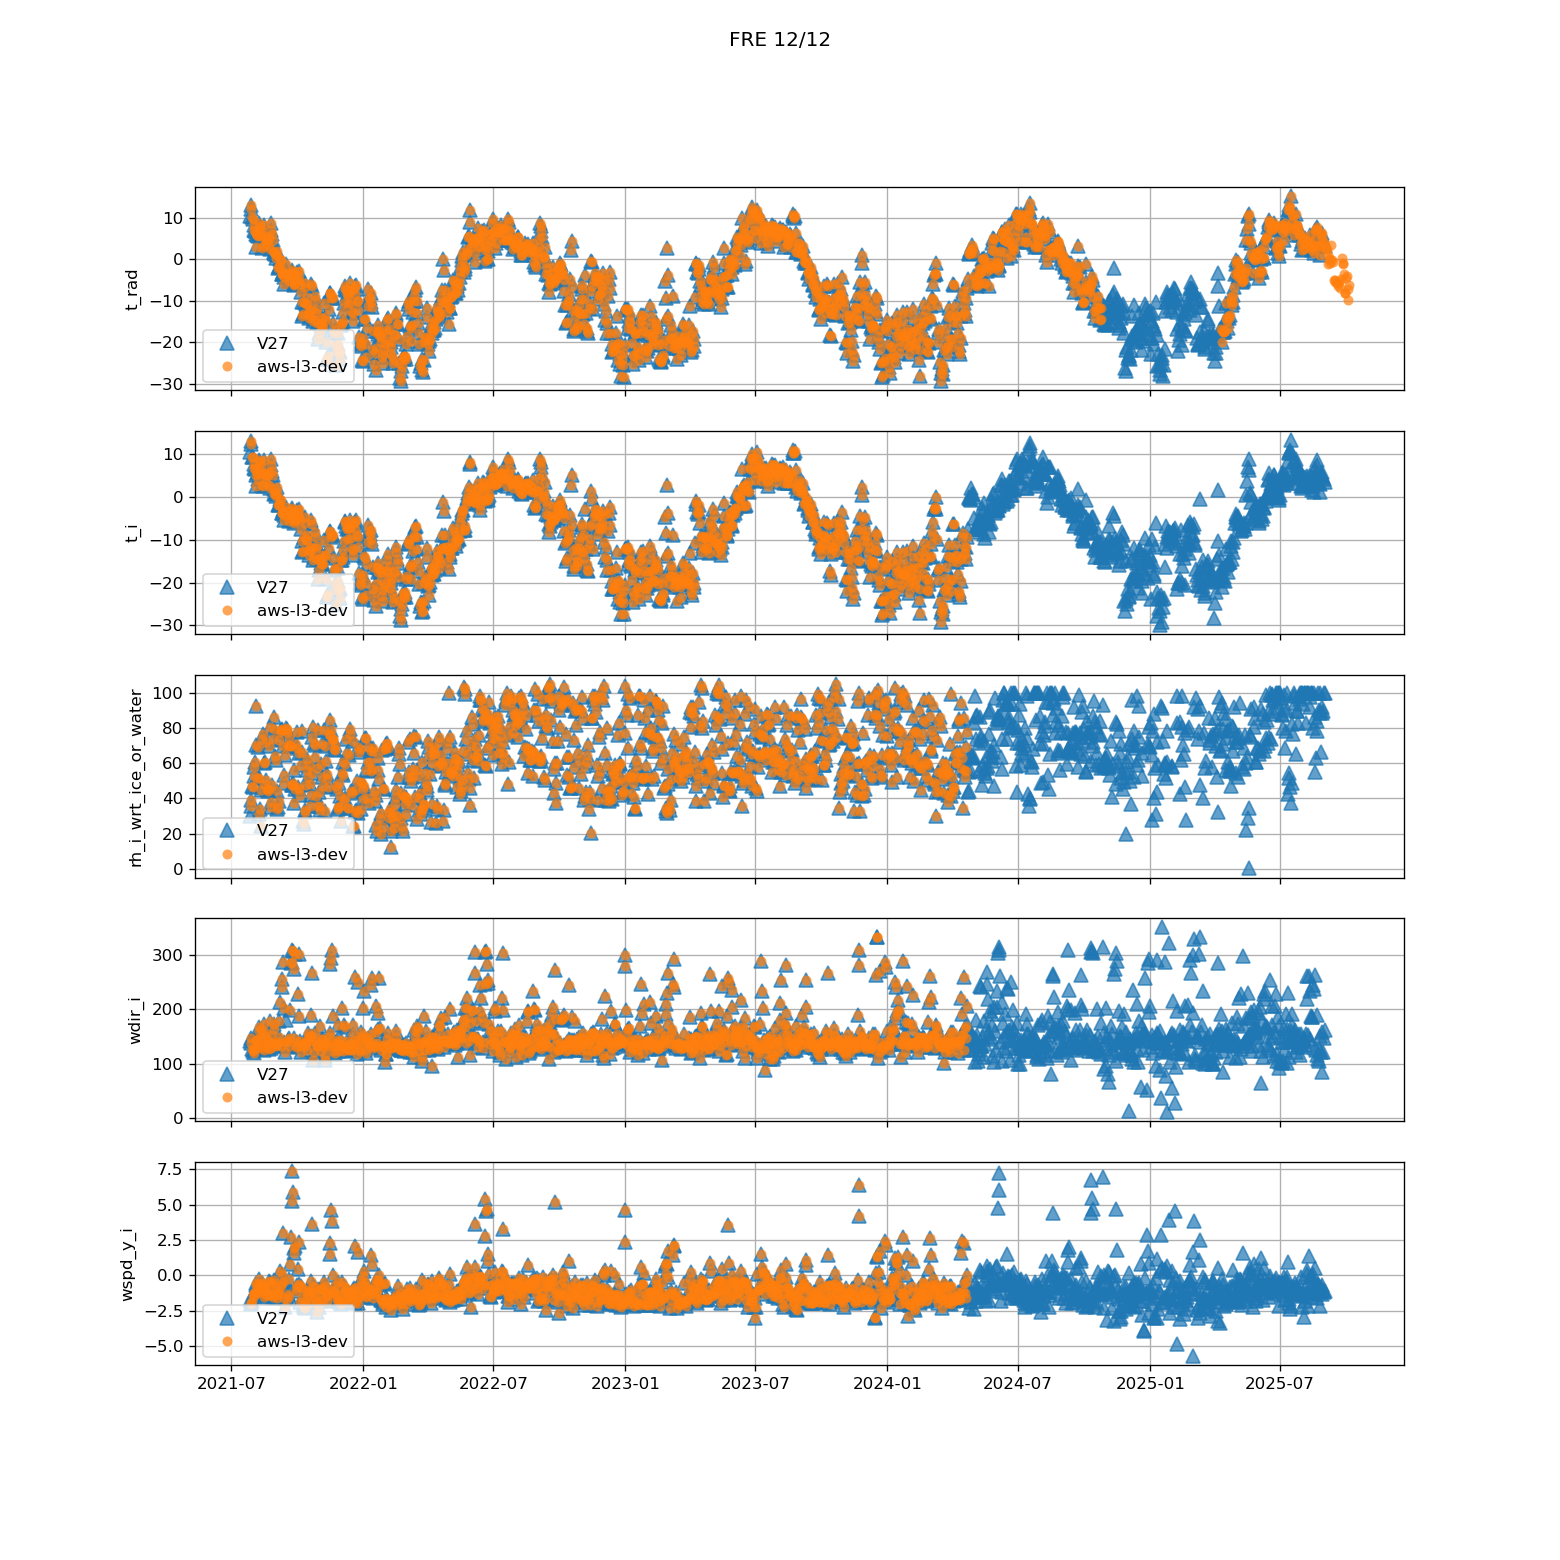 FRE 12/12
10
0
−10
−20
−30
t_rad
V27
aws-l3-dev
10
0
−10
−20
−30
t_i
V27
aws-l3-dev
100
80
60
40
20
0
rh_i_wrt_ice_or_water
V27
aws-l3-dev
300
200
100
0
wdir_i
V27
aws-l3-dev
7.5
5.0
2.5
0.0
−2.5
−5.0
wspd_y_i
V27
aws-l3-dev
2021-07 2022-01 2022-07 2023-01 2023-07 2024-01 2024-07 2025-01 2025-07